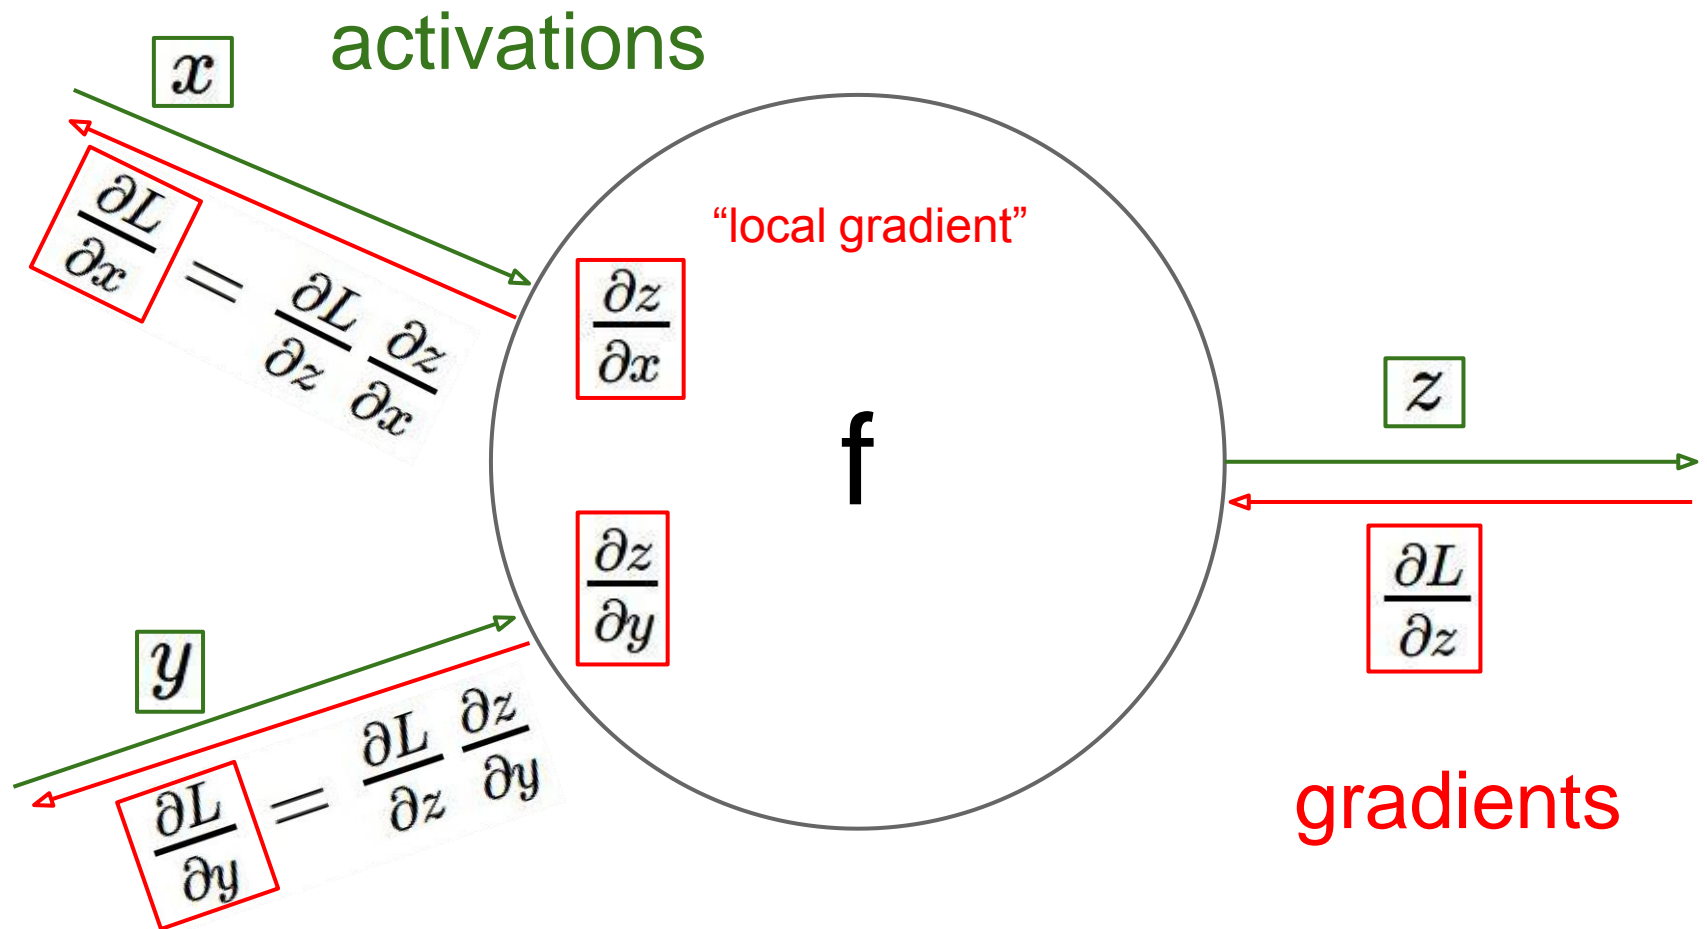 activations
x
∂L/∂x = ∂L/∂z ∂z/∂x
“local gradient”
∂z/∂x
f
z
∂z/∂y
∂L/∂z
y
∂L/∂y = ∂L/∂z ∂z/∂y
gradients